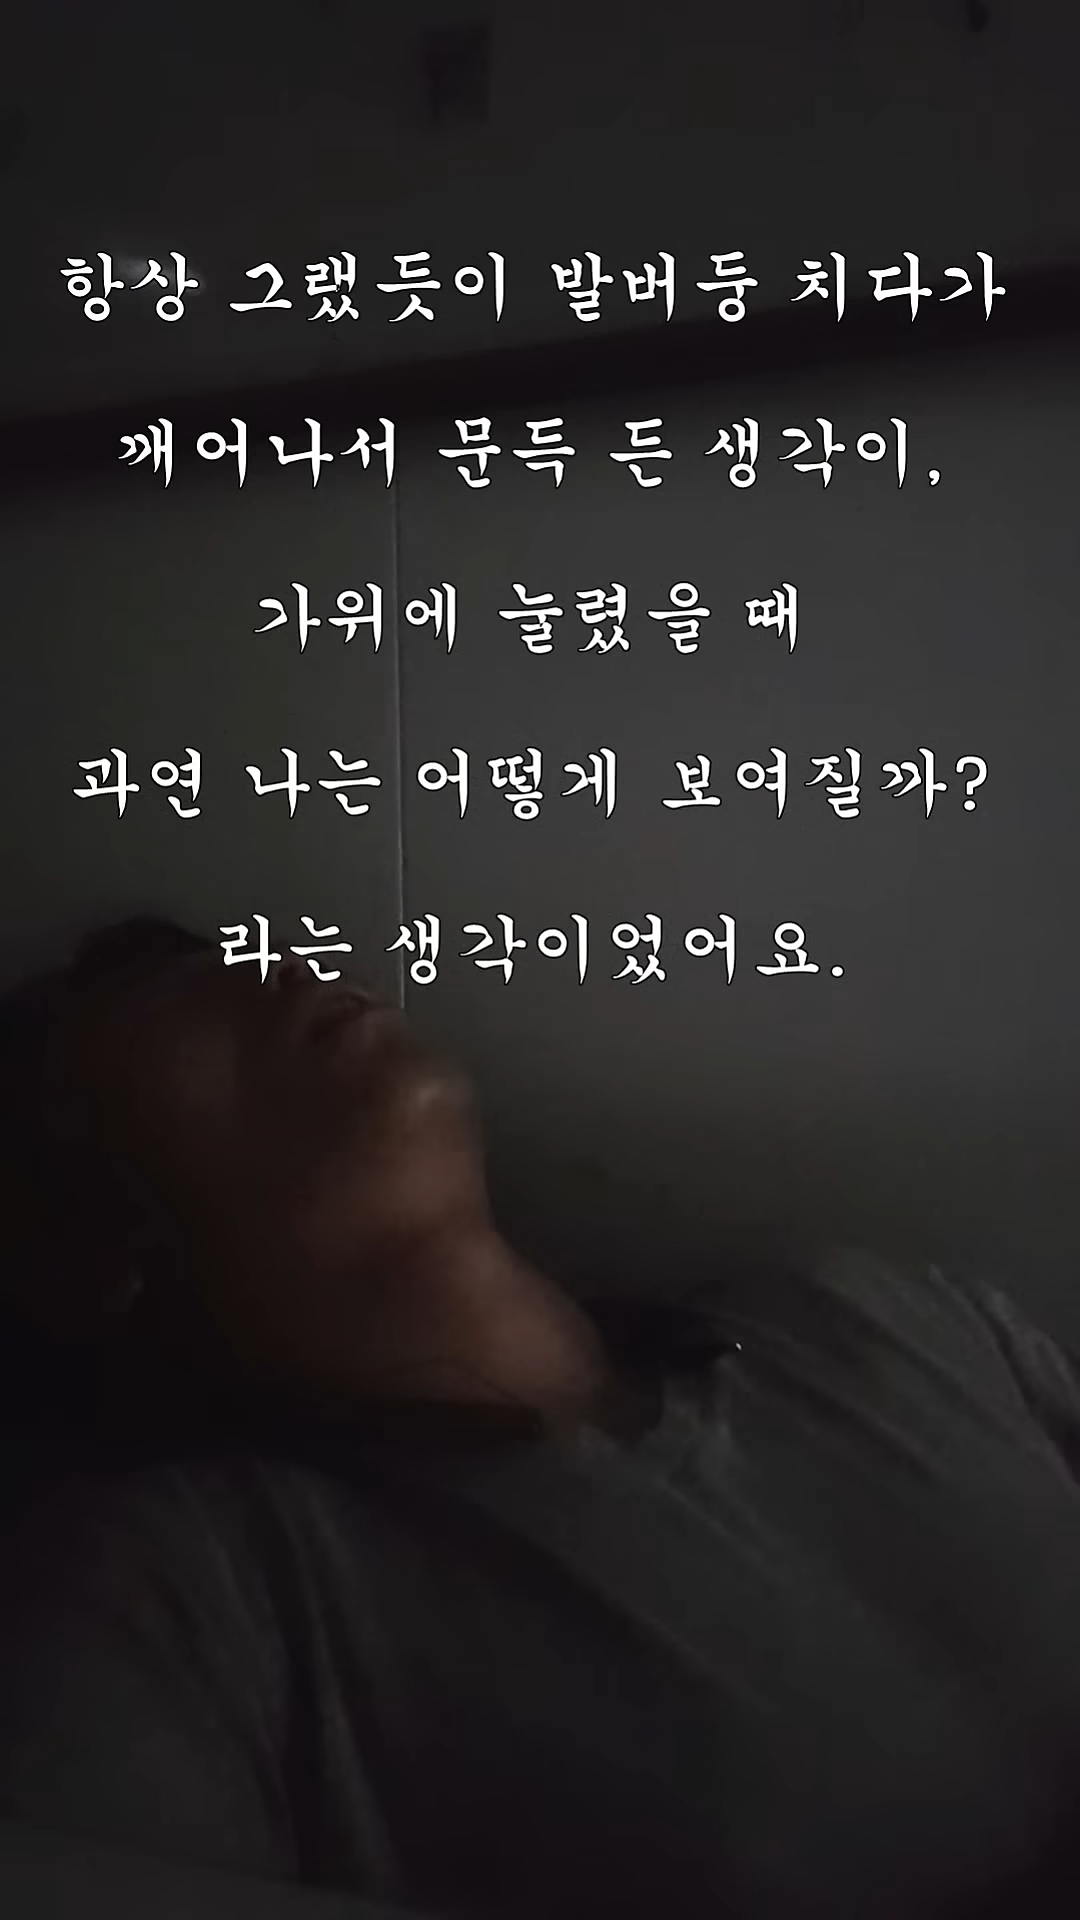 항상 그랬듯이 발버둥 치다가
깨어나서 문득 든 생각이,
가위에 눌렸을 때
과연 나는 어떻게 보여질까?
라는 생각이었어요.